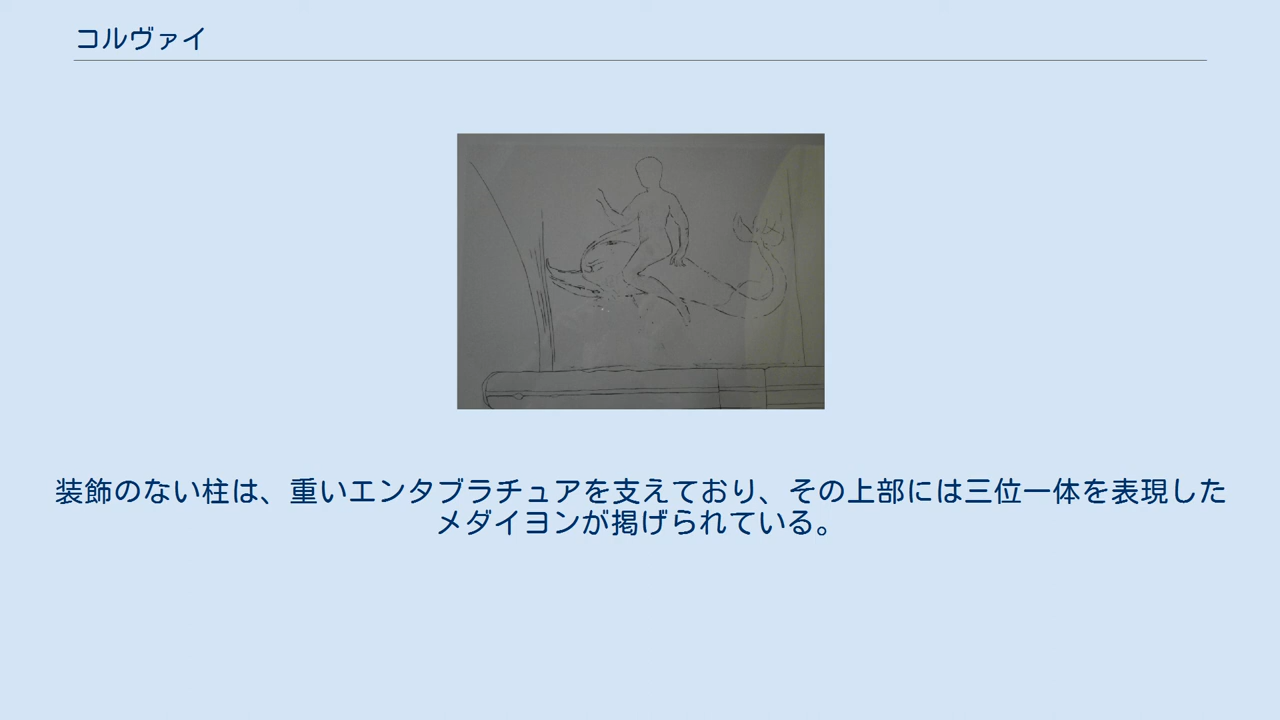 コルヴァイ
装飾のない柱は、重いエンタブラチュアを支えており、その上部には三位一体を表現した
メダイヨンが掲げられている。